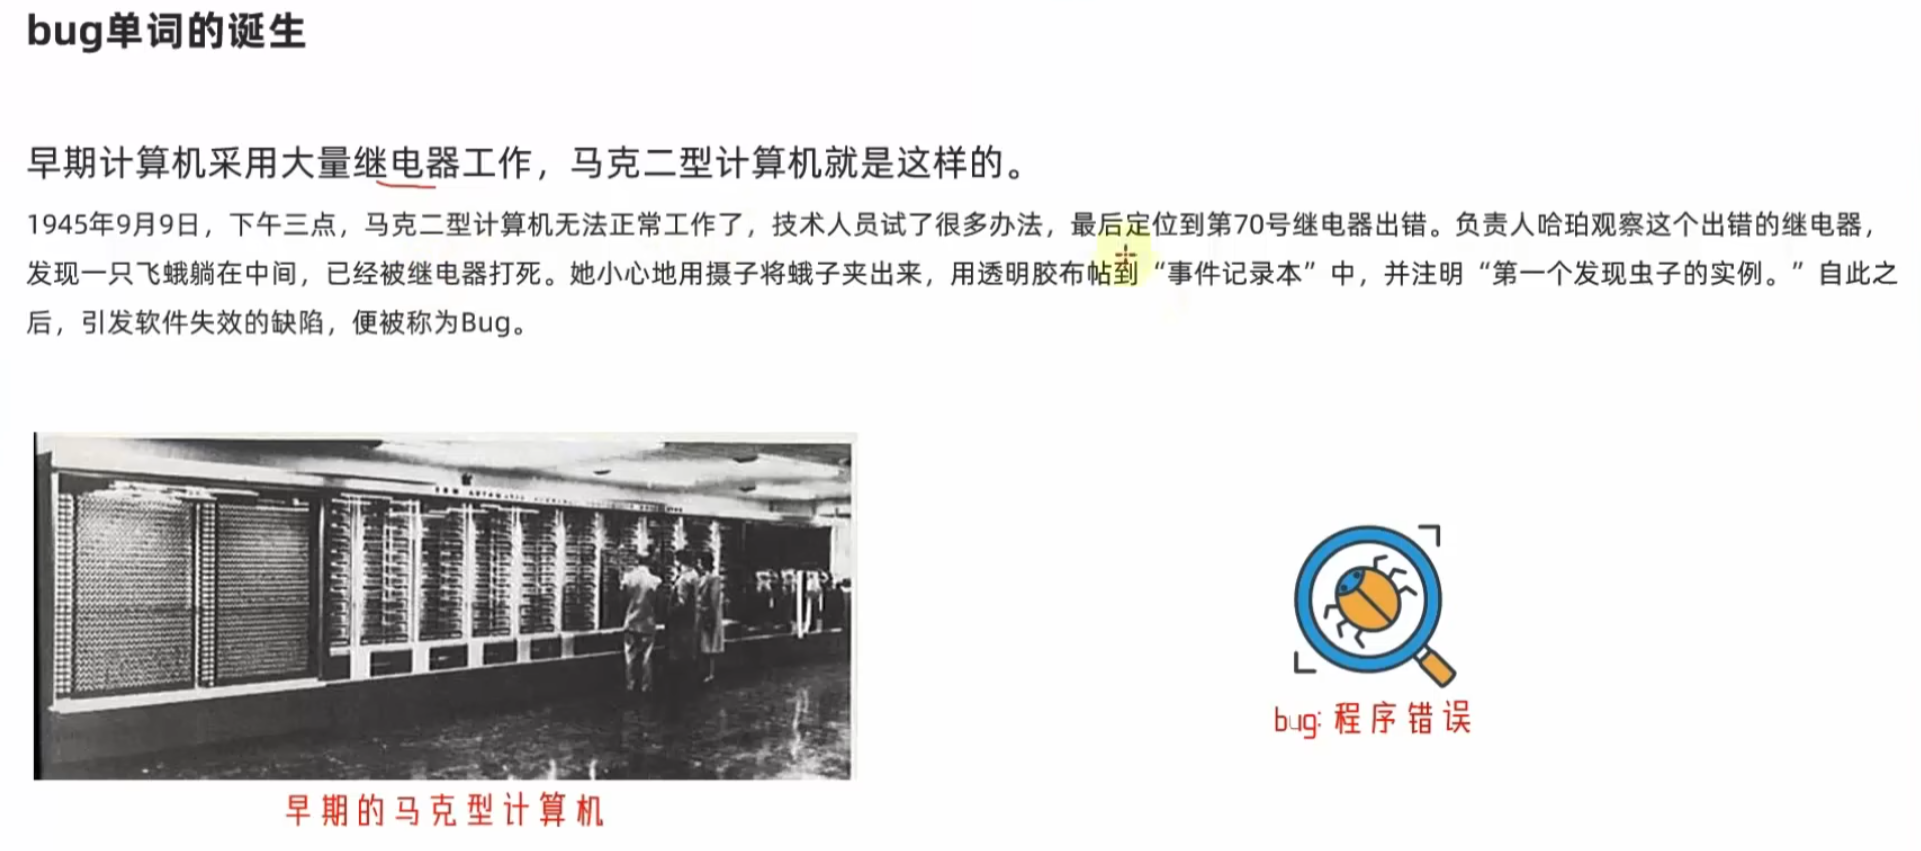 bug单词的诞生
早期计算机采用大量继电器工作，马克二型计算机就是这样的。
1945年9月9日，下午三点，马克二型计算机无法正常工作了，技术人员试了很多办法，最后定位到第70号继电器出错。负责人哈珀观察这个出错的继电器，
发现一只飞蛾躺在中间，已经被继电器打死。她小心地用摄子将蛾子夹出来，用透明胶布帖到“事件记录本”中，并注明“第一个发现虫子的实例。”自此之
后，引发软件失效的缺陷，便被称为Bug。
bug: 程序错误
早期的马克型计算机